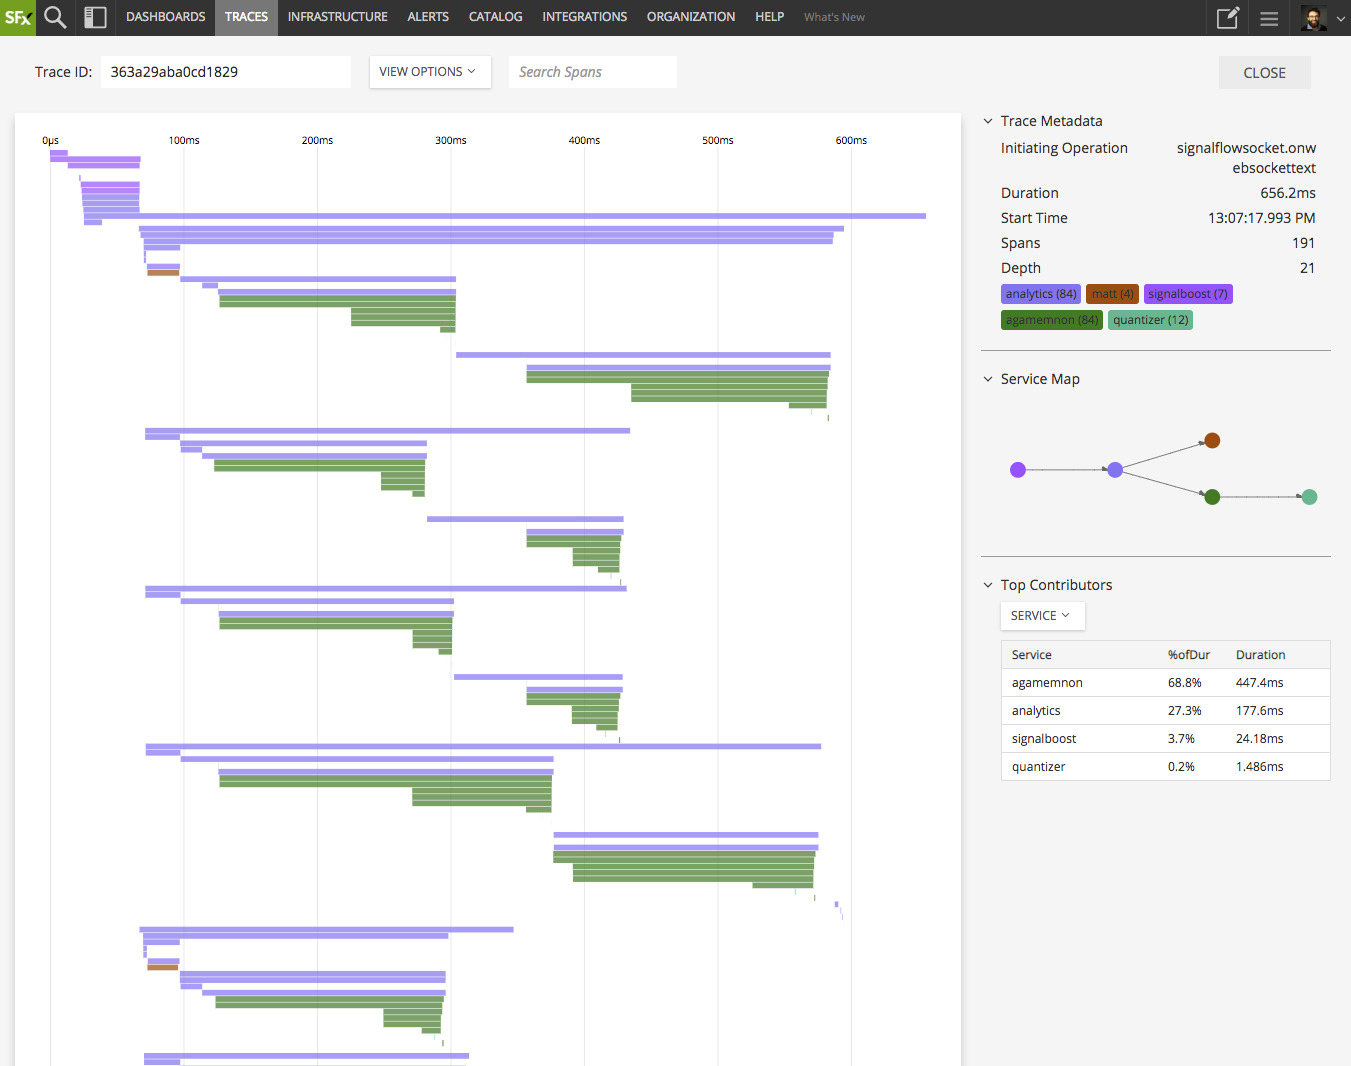 SFx DASHBOARDS TRACES INFRASTRUCTURE ALERTS CATALOG INTEGRATIONS ORGANIZATION HELP What's New
Trace ID: 363a29aba0cd1829 VIEW OPTIONS Search Spans CLOSE
0µs 100ms 200ms 300ms 400ms 500ms 600ms
Trace Metadata
Initiating Operation signalflowsocket.onw
ebsockettext
Duration 656.2ms
Start Time 13:07:17.993 PM
Spans 191
Depth 21
analytics (84) matt (4) signalboost (7)
agamemnon (84) quantizer (12)
Service Map
Top Contributors
SERVICE
Service %ofDur Duration
agamemnon 68.8% 447.4ms
analytics 27.3% 177.6ms
signalboost 3.7% 24.18ms
quantizer 0.2% 1.486ms